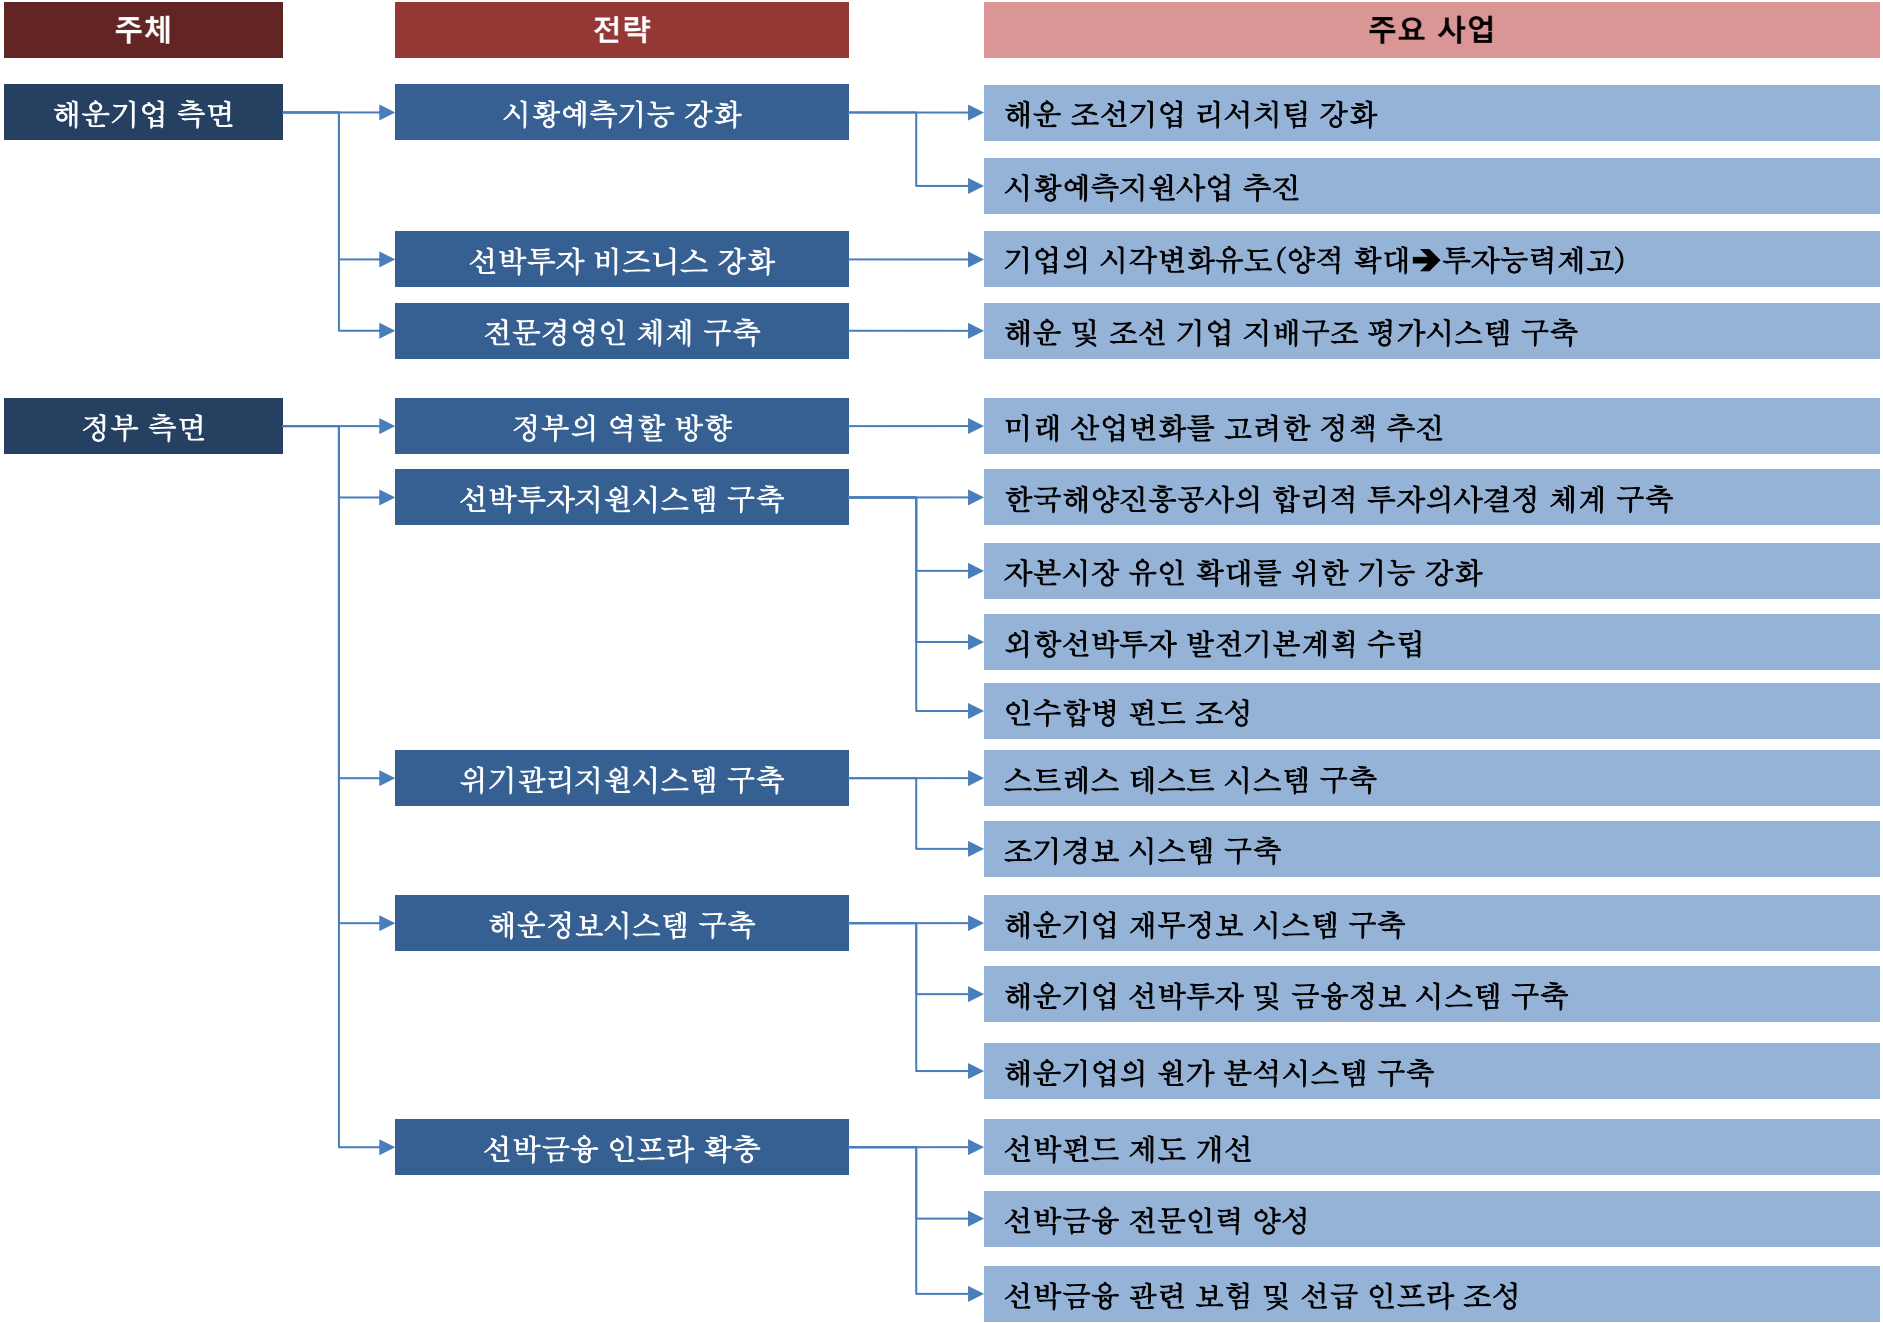 주체
전략
주요 사업
해운기업 측면
시황예측기능 강화
해운 조선기업 리서치팀 강화
시황예측지원사업 추진
선박투자 비즈니스 강화
기업의 시각변화유도(양적 확대➔투자능력제고)
전문경영인 체제 구축
해운 및 조선 기업 지배구조 평가시스템 구축
정부 측면
정부의 역할 방향
미래 산업변화를 고려한 정책 추진
선박투자지원시스템 구축
한국해양진흥공사의 합리적 투자의사결정 체계 구축
자본시장 유인 확대를 위한 기능 강화
외항선박투자 발전기본계획 수립
인수합병 펀드 조성
위기관리지원시스템 구축
스트레스 테스트 시스템 구축
조기경보 시스템 구축
해운정보시스템 구축
해운기업 재무정보 시스템 구축
해운기업 선박투자 및 금융정보 시스템 구축
해운기업의 원가 분석시스템 구축
선박금융 인프라 확충
선박펀드 제도 개선
선박금융 전문인력 양성
선박금융 관련 보험 및 선급 인프라 조성